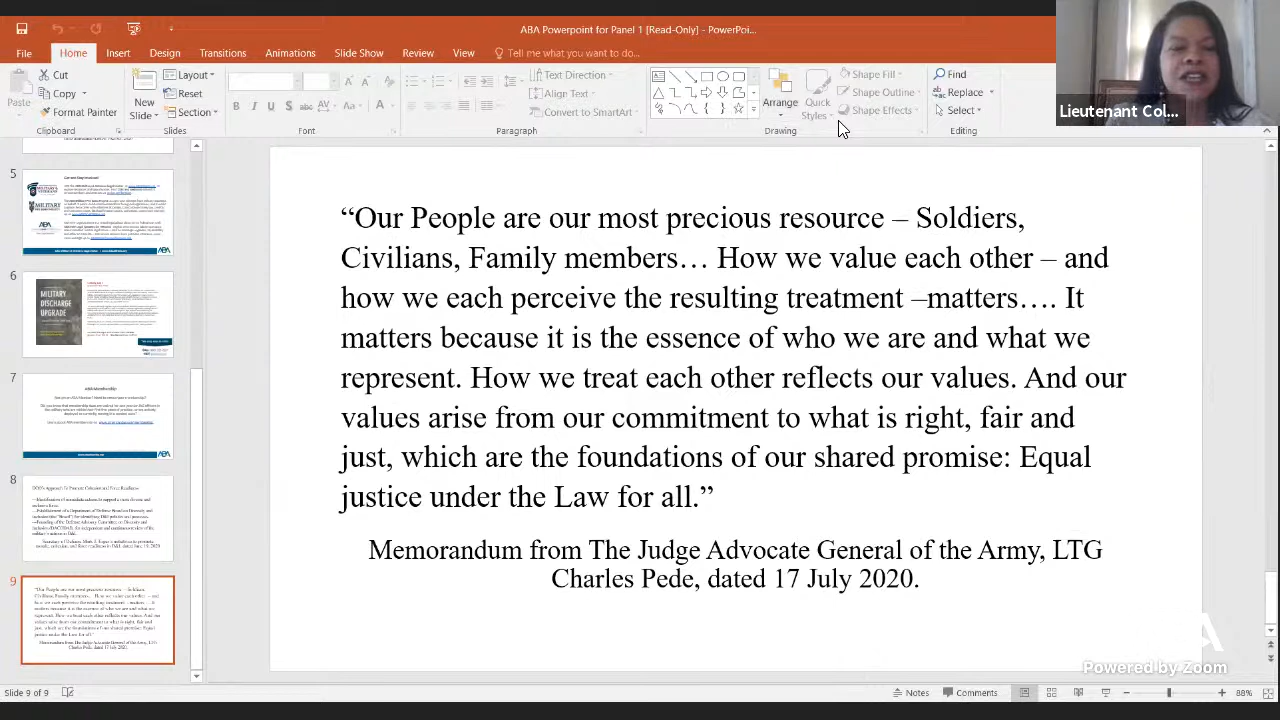 ABA Powerpoint for Panel 1 [Read-Only] - PowerPoi...
File Home Insert Design Transitions Animations Slide Show Review View Tell me what you want to do...
Cut
Copy
Format Painter
Paste
Clipboard
New
Slide
Layout
Reset
Section
Slides
Font
Text Direction
Align Text
Convert to SmartArt
Paragraph
Arrange
Quick
Styles
Shape Fill
Shape Outline
Shape Effects
Drawing
Find
Replace
Select
Editing
Lieutenant Col...
5
6
MILITARY
DISCHARGE
UPGRADE
7
ABA
8
9
“Our People are our most precious resource – Soldiers,
Civilians, Family members… How we value each other – and
how we each perceive the resulting treatment –matters…. It
matters because it is the essence of who we are and what we
represent. How we treat each other reflects our values. And our
values arise from our commitment to what is right, fair and
just, which are the foundations of our shared promise: Equal
justice under the Law for all.”
Memorandum from The Judge Advocate General of the Army, LTG
Charles Pede, dated 17 July 2020.
Powered by Zoom
Slide 9 of 9
Notes Comments 88%